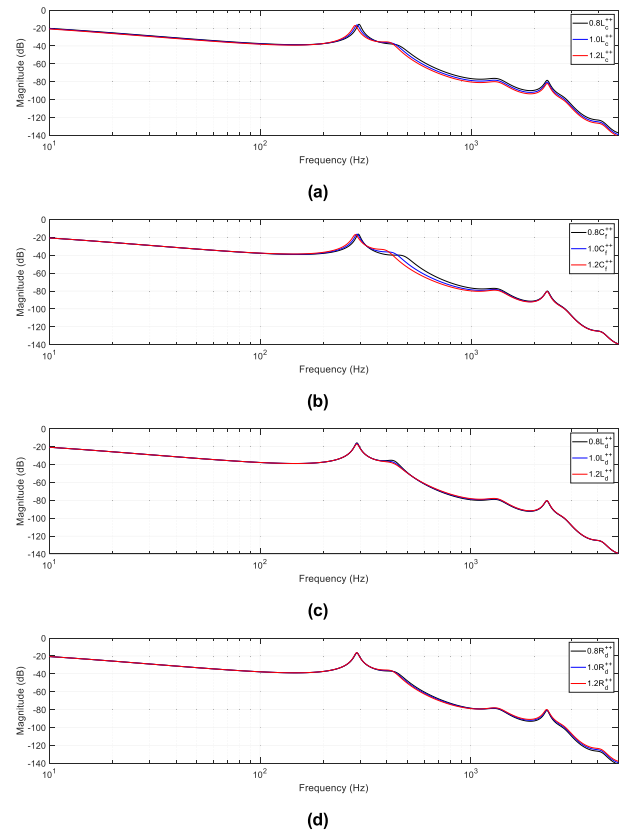 0
-20
-40
-60
-80
-100
-120
-140
Magnitude (dB)
10^1
10^2
10^3
Frequency (Hz)
0.8L_c^++
1.0L_c^++
1.2L_c^++
(a)
0
-20
-40
-60
-80
-100
-120
-140
Magnitude (dB)
10^1
10^2
10^3
Frequency (Hz)
0.8C_f^++
1.0C_f^++
1.2C_f^++
(b)
0
-20
-40
-60
-80
-100
-120
-140
Magnitude (dB)
10^1
10^2
10^3
Frequency (Hz)
0.8L_d^++
1.0L_d^++
1.2L_d^++
(c)
0
-20
-40
-60
-80
-100
-120
-140
Magnitude (dB)
10^1
10^2
10^3
Frequency (Hz)
0.8R_d^++
1.0R_d^++
1.2R_d^++
(d)